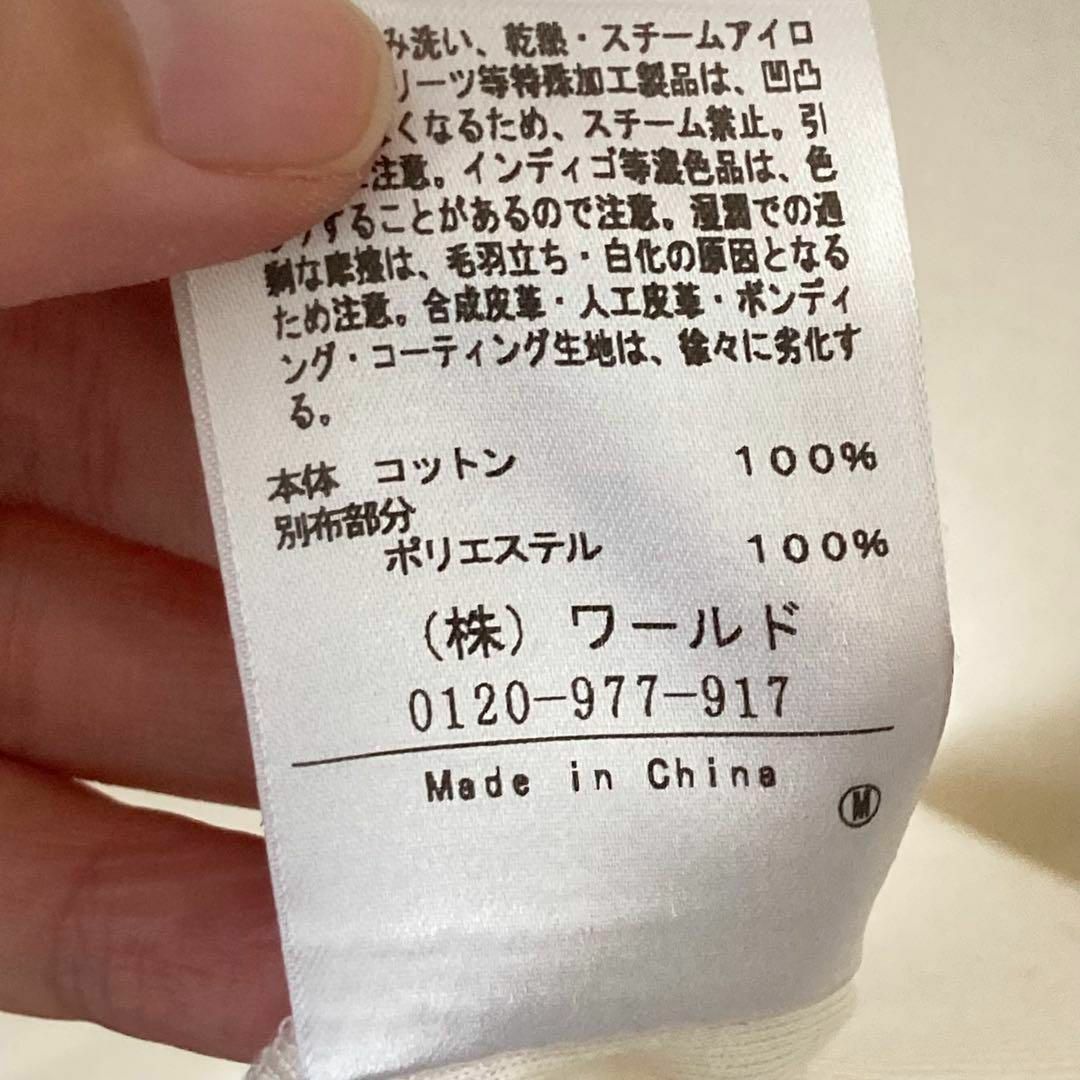 み洗い、乾熱・スチームアイロ
リーツ等特殊加工製品は、凹凸
くなるため、スチーム禁止。引
注意。インディゴ等濃色品は、色
することがあるので注意。湿潤での過
剰な摩擦は、毛羽立ち・白化の原因となる
ため注意。合成皮革・人工皮革・ボンディ
ング・コーティング生地は、徐々に劣化す
る。
本体 コットン 100%
別布部分
ポリエステル 100%
(株) ワールド
0120-977-917
Made in China
Ⓜ